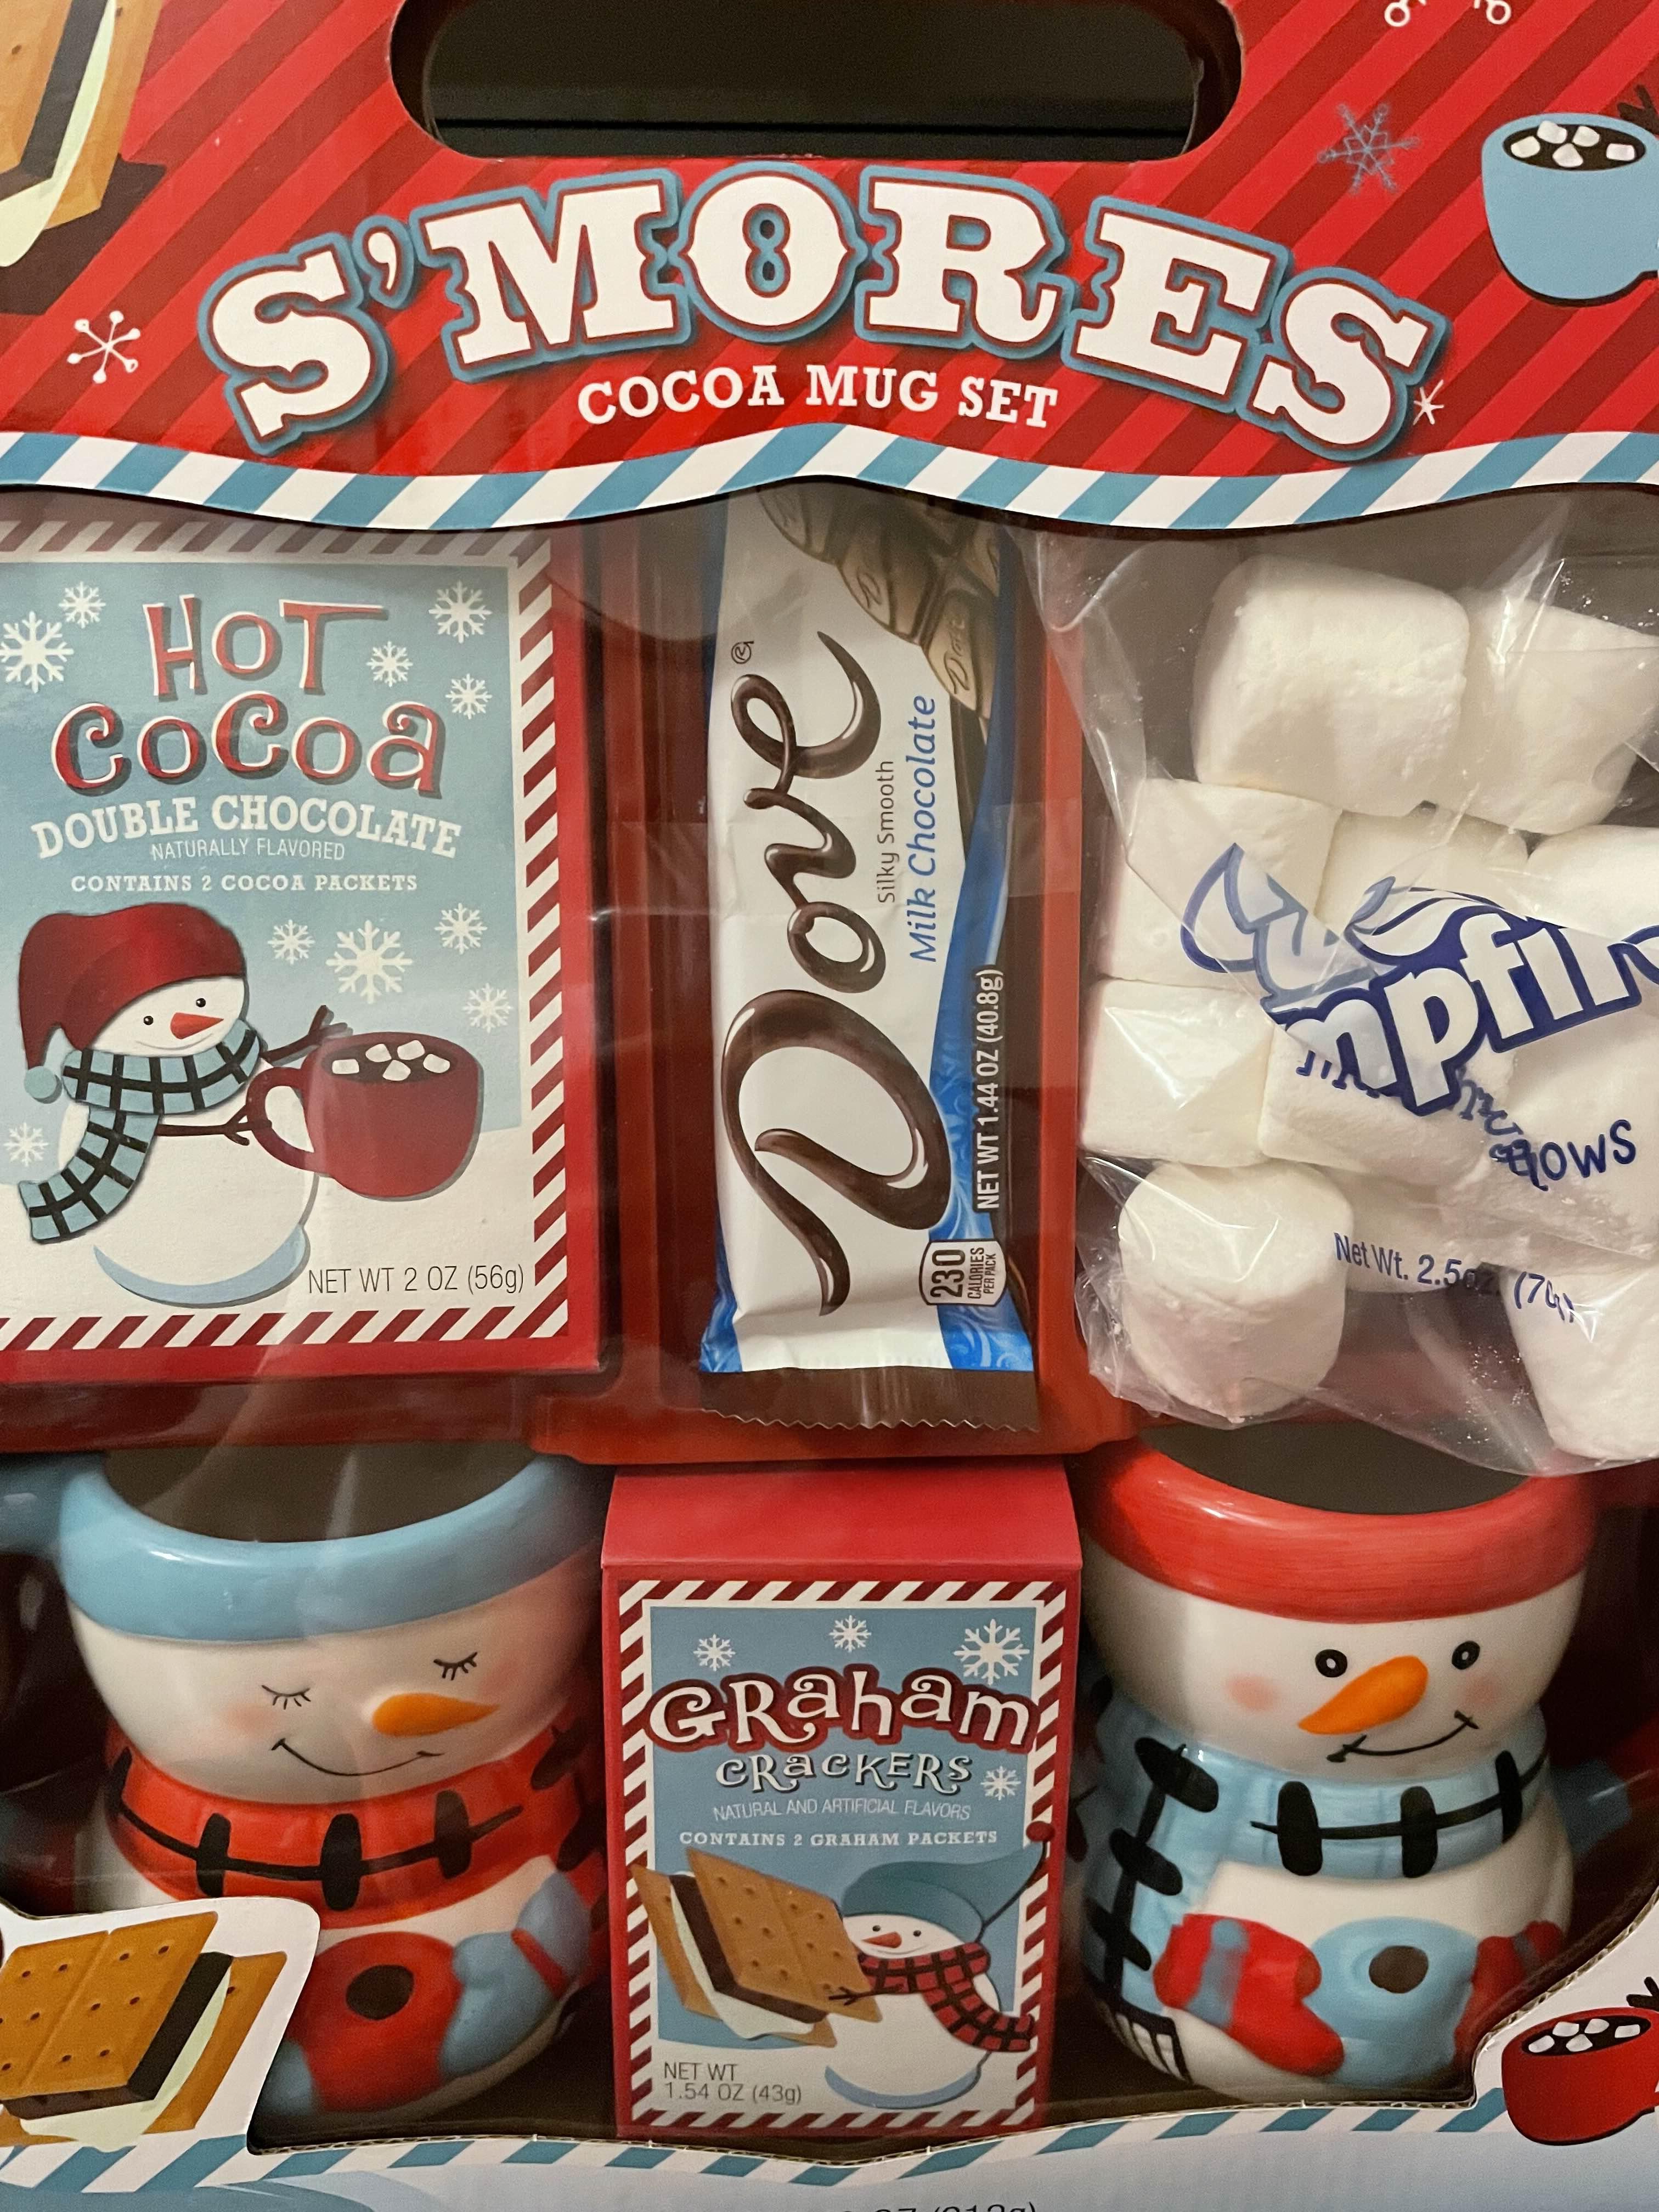 S'MORES
COCOA MUG SET
HOT
COCOA
DOUBLE CHOCOLATE
NATURALLY FLAVORED
CONTAINS 2 COCOA PACKETS
NET WT 2 OZ (56g)
Dove®
Silky Smooth
Milk Chocolate
NET WT 1.44 OZ (40.8g)
230
CALORIES
PER PACK
Net Wt. 2.5oz. (70g)
GRaham
CRacKERS
NATURAL AND ARTIFICIAL FLAVORS
CONTAINS 2 GRAHAM PACKETS
NET WT
1.54 OZ (43g)